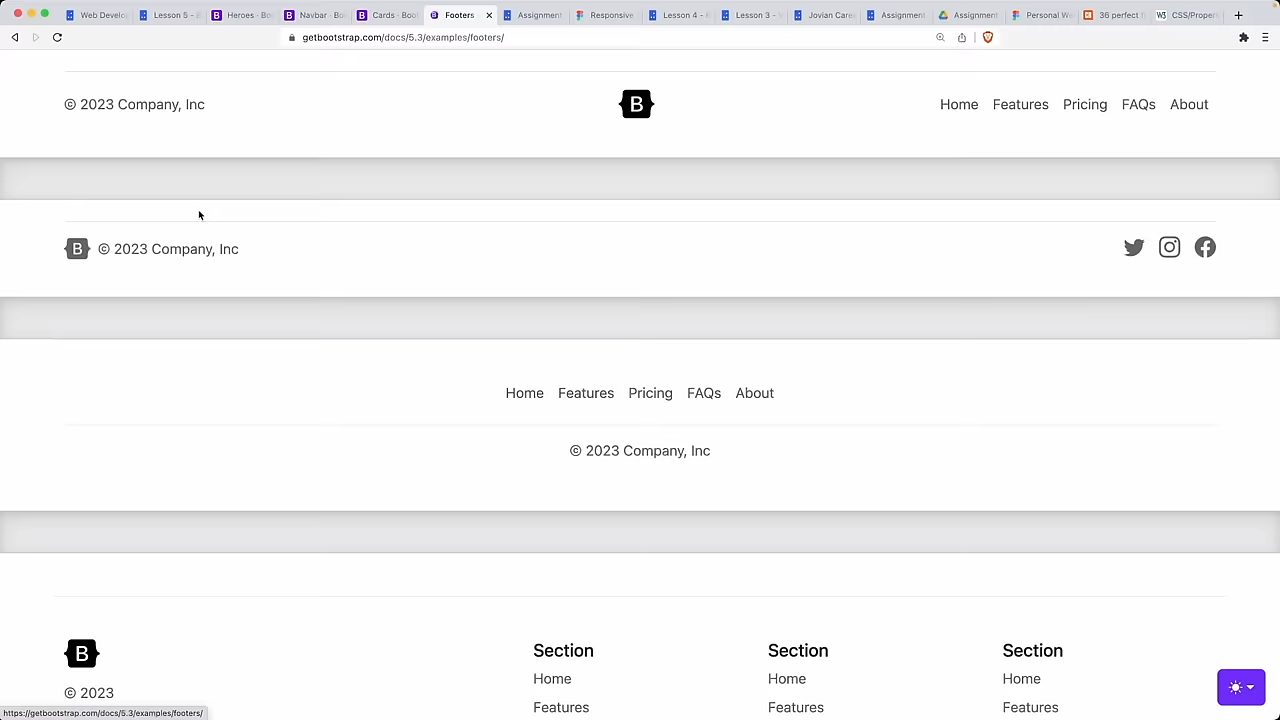 Web Develo
Lesson 5 - B
Heroes · Bo
Navbar · Bo
Cards · Boo
Footers
Assignment
Responsive
Lesson 4 -
Lesson 3 -
Jovian Care
Assignment
Assignment
Personal We
36 perfect f
CSS/Proper
getbootstrap.com/docs/5.3/examples/footers/
© 2023 Company, Inc
B
Home Features Pricing FAQs About
B © 2023 Company, Inc
Home Features Pricing FAQs About
© 2023 Company, Inc
B
© 2023
Section
Home
Features
Section
Home
Features
Section
Home
Features
https://getbootstrap.com/docs/5.3/examples/footers/